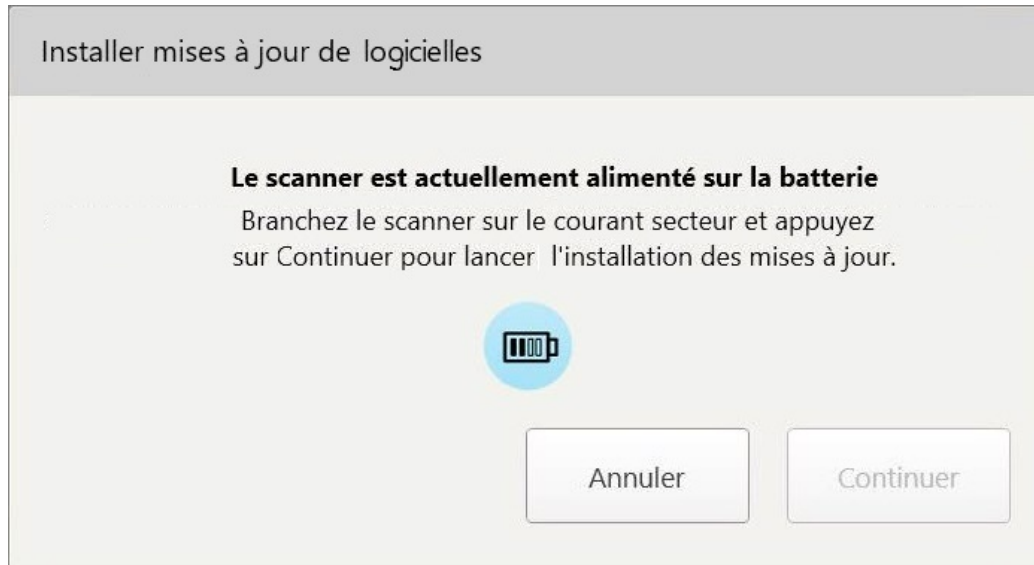 Installer mises à jour de logicielles
Le scanner est actuellement alimenté sur la batterie
Branchez le scanner sur le courant secteur et appuyez
sur Continuer pour lancer l'installation des mises à jour.
Annuler
Continuer